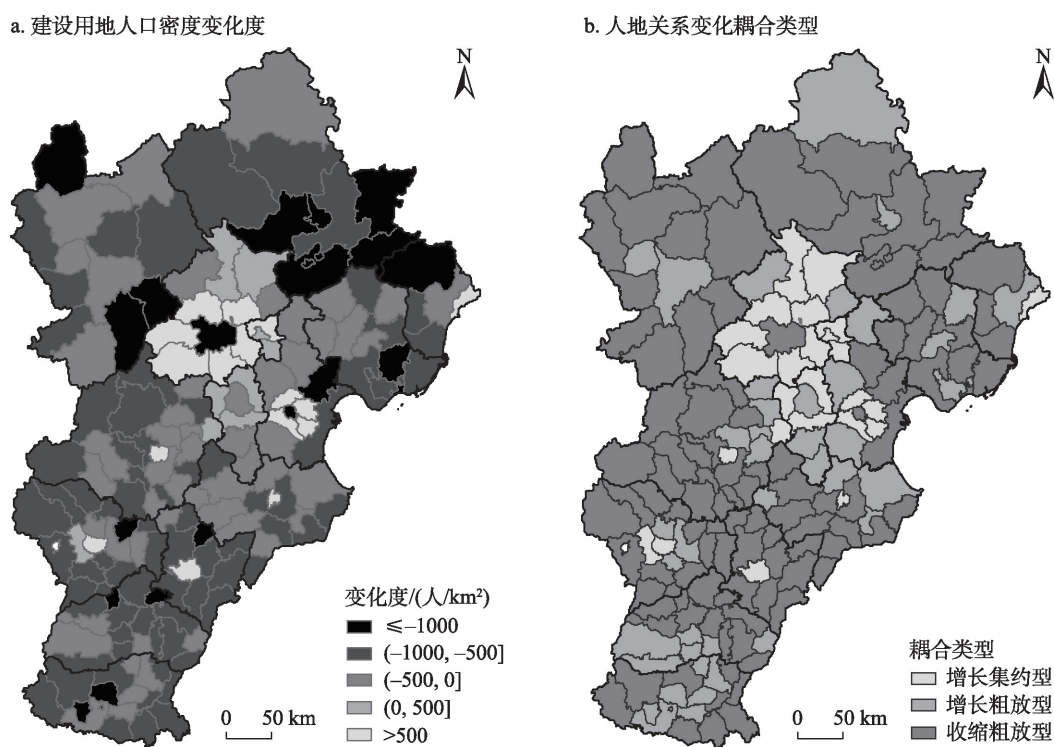 a. 建设用地人口密度变化度
b. 人地关系变化耦合类型
N
N
变化度/(人/km²)
≤–1000
(–1000, –500]
(–500, 0]
(0, 500]
>500
0 50 km
耦合类型
增长集约型
增长粗放型
收缩粗放型
0 50 km